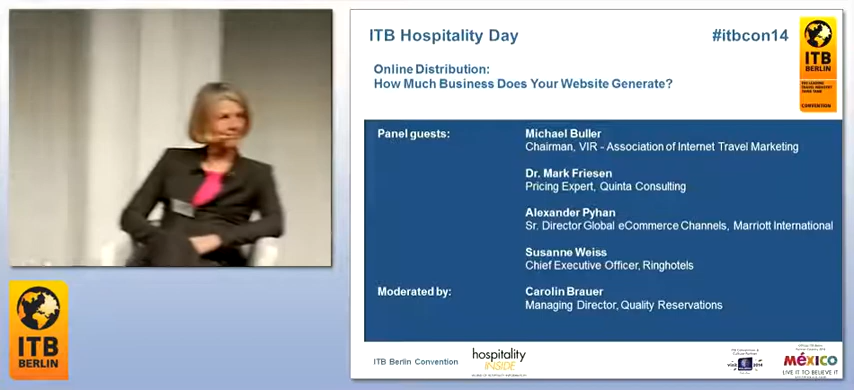 ITB Hospitality Day
#itbcon14
Online Distribution:
How Much Business Does Your Website Generate?
ITB
BERLIN
CONVENTION
Panel guests:
Michael Buller
Chairman, VIR - Association of Internet Travel Marketing
Dr. Mark Friesen
Pricing Expert, Quinta Consulting
Alexander Pyhan
Sr. Director Global eCommerce Channels, Marriott International
Susanne Weiss
Chief Executive Officer, Ringhotels
Moderated by:
Carolin Brauer
Managing Director, Quality Reservations
ITB
BERLIN
ITB Berlin Convention
hospitality
INSIDE
MÉXICO
LIVE IT TO BELIEVE IT